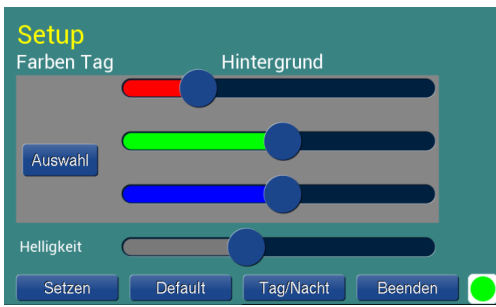 Setup
Farben Tag Hintergrund
Auswahl
Helligkeit
Setzen Default Tag/Nacht Beenden